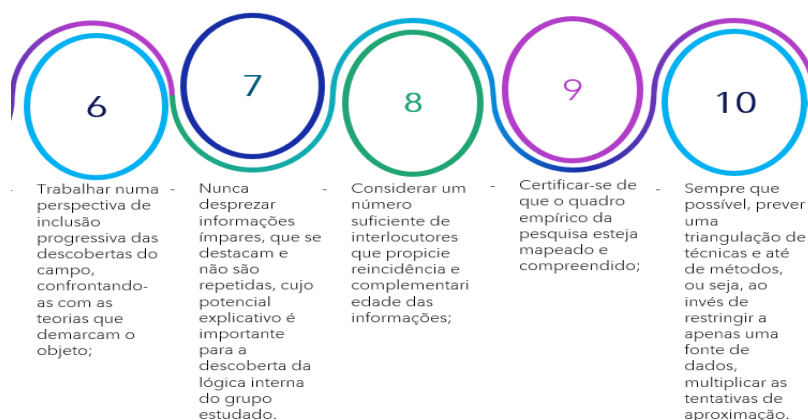 6
7
8
9
10
- Trabalhar numa
perspectiva de
inclusão
progressiva das
descobertas do
campo,
confrontando-
as com as
teorias que
demarcam o
objeto;
- Nunca
desprezar
informações
ímpares, que se
destacam e
não são
repetidas, cujo
potencial
explicativo é
importante
para a
descoberta da
lógica interna
do grupo
estudado.
- Considerar um
número
suficiente de
interlocutores
que propicie
reincidência e
complementari
edade das
informações;
- Certificar-se de
que o quadro
empírico da
pesquisa esteja
mapeado e
compreendido;
- Sempre que
possível, prever
uma
triangulação de
técnicas e até
de métodos,
ou seja, ao
invés de
restringir a
apenas uma
fonte de
dados,
multiplicar as
tentativas de
aproximação.